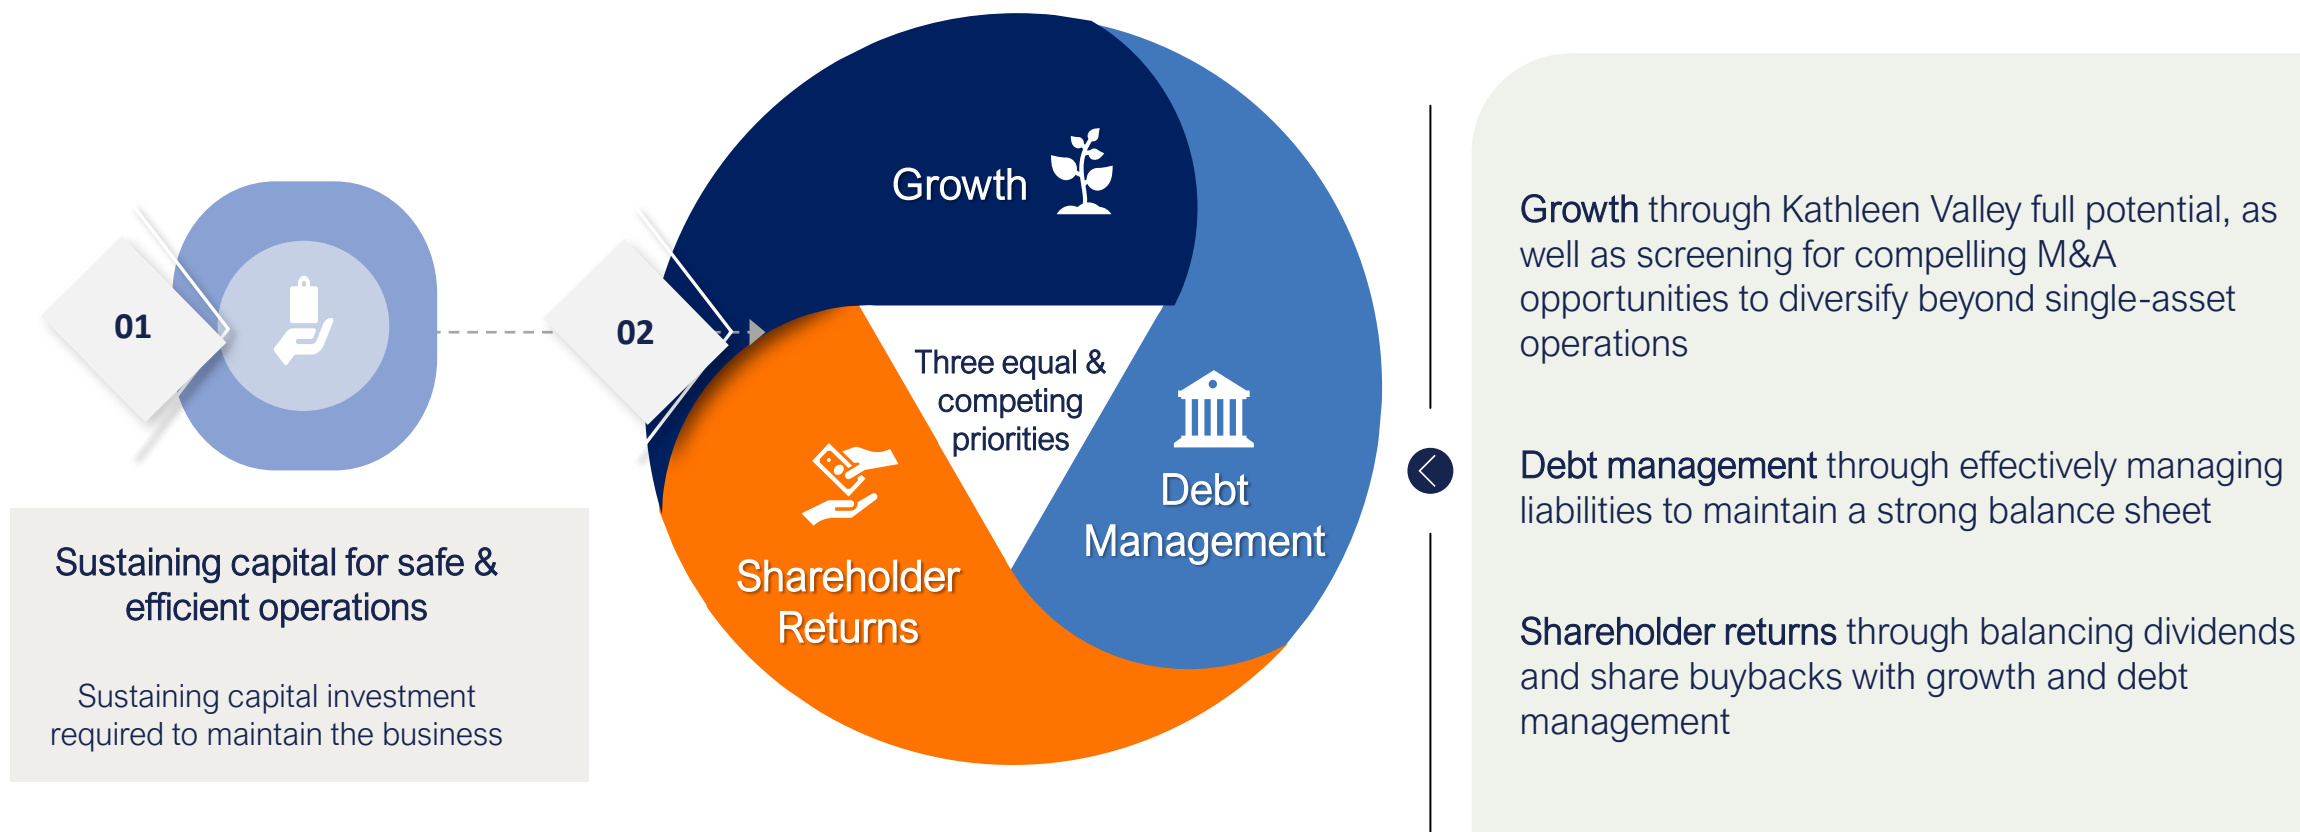 01
Sustaining capital for safe &
efficient operations
Sustaining capital investment
required to maintain the business
02
Growth
Three equal &
competing
priorities
Debt
Management
Shareholder
Returns
Growth through Kathleen Valley full potential, as
well as screening for compelling M&A
opportunities to diversify beyond single-asset
operations
Debt management through effectively managing
liabilities to maintain a strong balance sheet
Shareholder returns through balancing dividends
and share buybacks with growth and debt
management